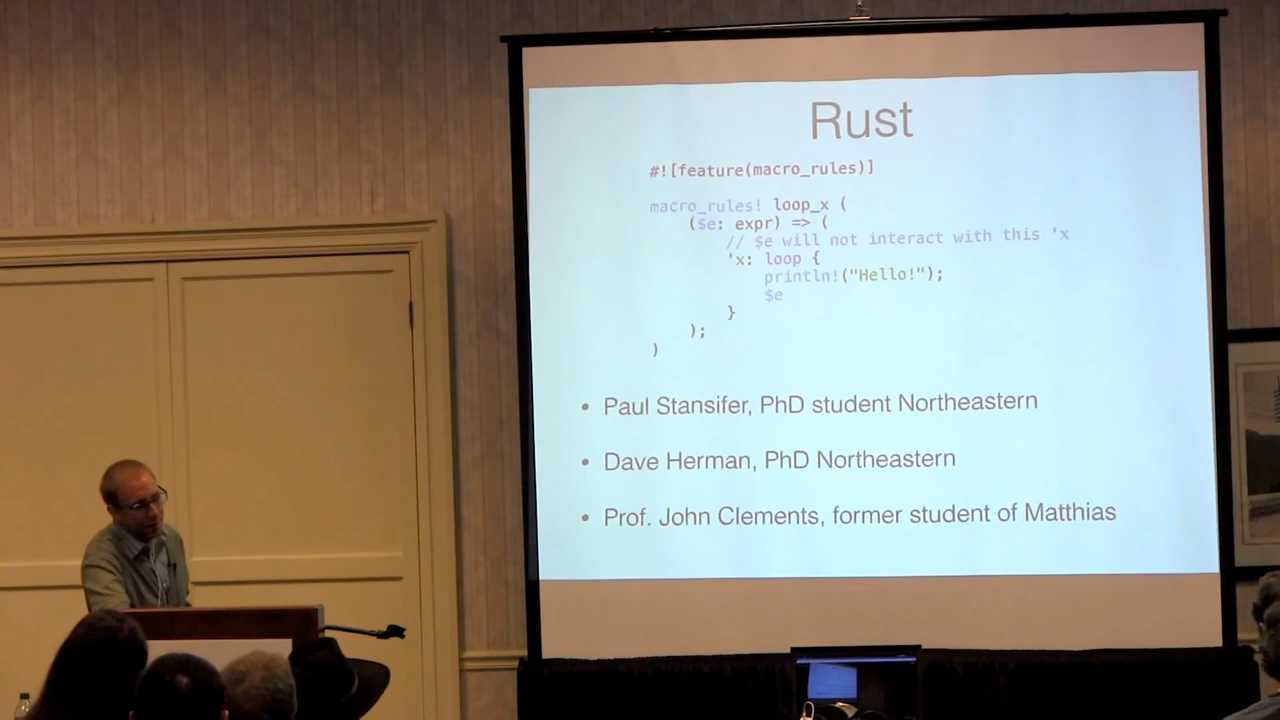 Rust
#![feature(macro_rules)]
macro_rules! loop_x (
($e: expr) => (
// $e will not interact with this 'x
'x: loop {
println!("Hello!");
$e
}
);
)
• Paul Stansifer, PhD student Northeastern
• Dave Herman, PhD Northeastern
• Prof. John Clements, former student of Matthias